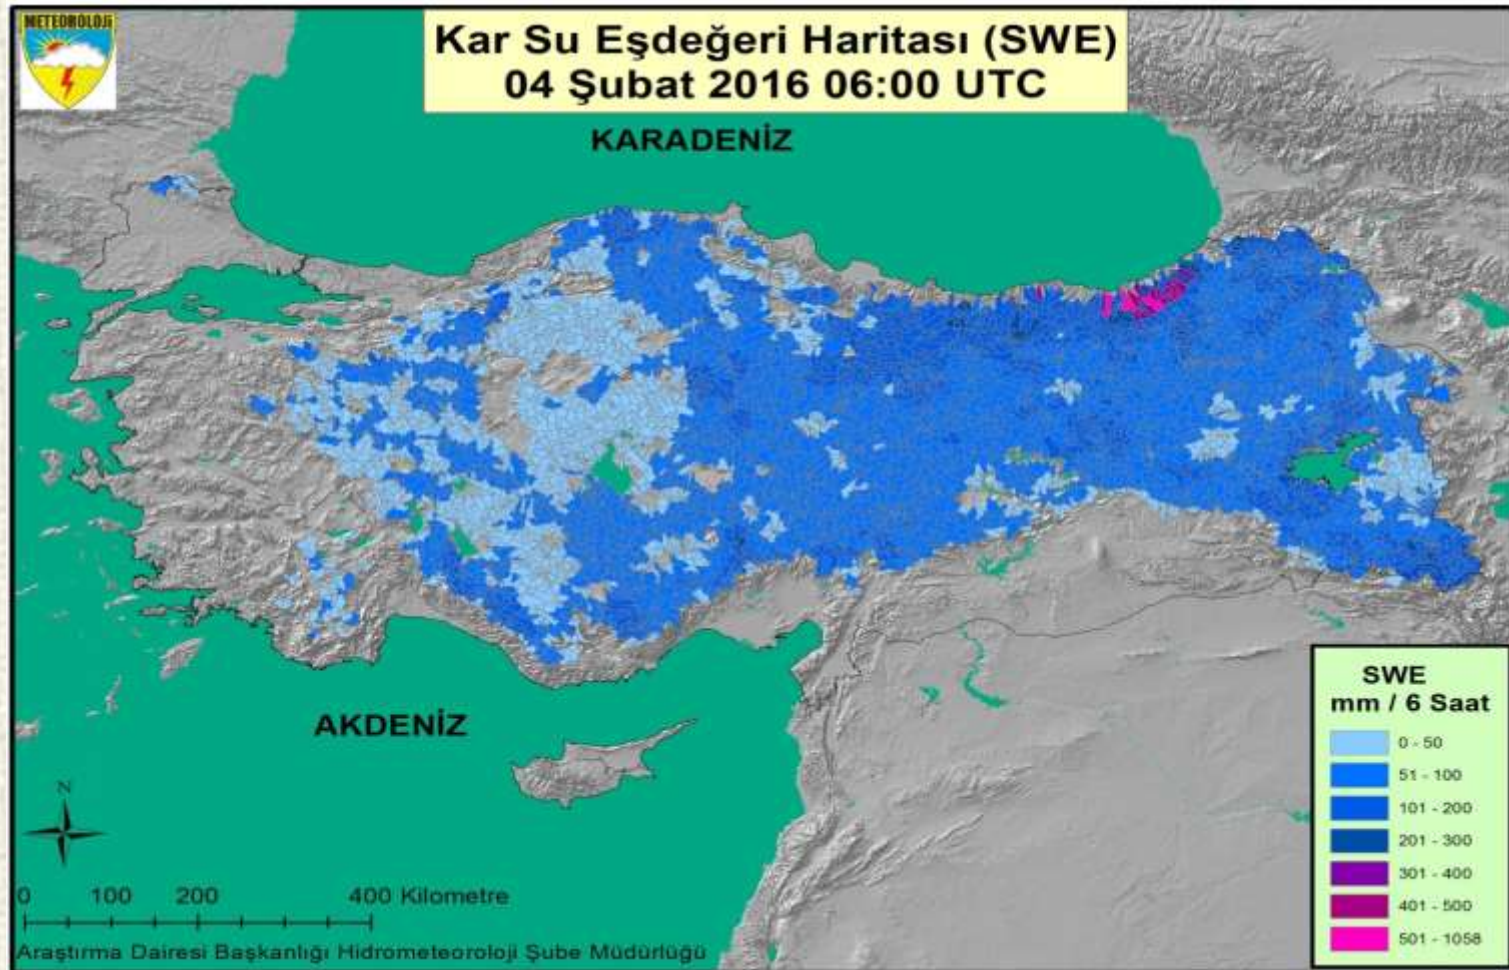 METEOROLOJİ
Kar Su Eşdeğeri Haritası (SWE)
04 Şubat 2016 06:00 UTC
KARADENİZ
AKDENİZ
N
0 100 200 400 Kilometre
Araştırma Dairesi Başkanlığı Hidrometeoroloji Şube Müdürlüğü
SWE
mm / 6 Saat
0 - 50
51 - 100
101 - 200
201 - 300
301 - 400
401 - 500
501 - 1058